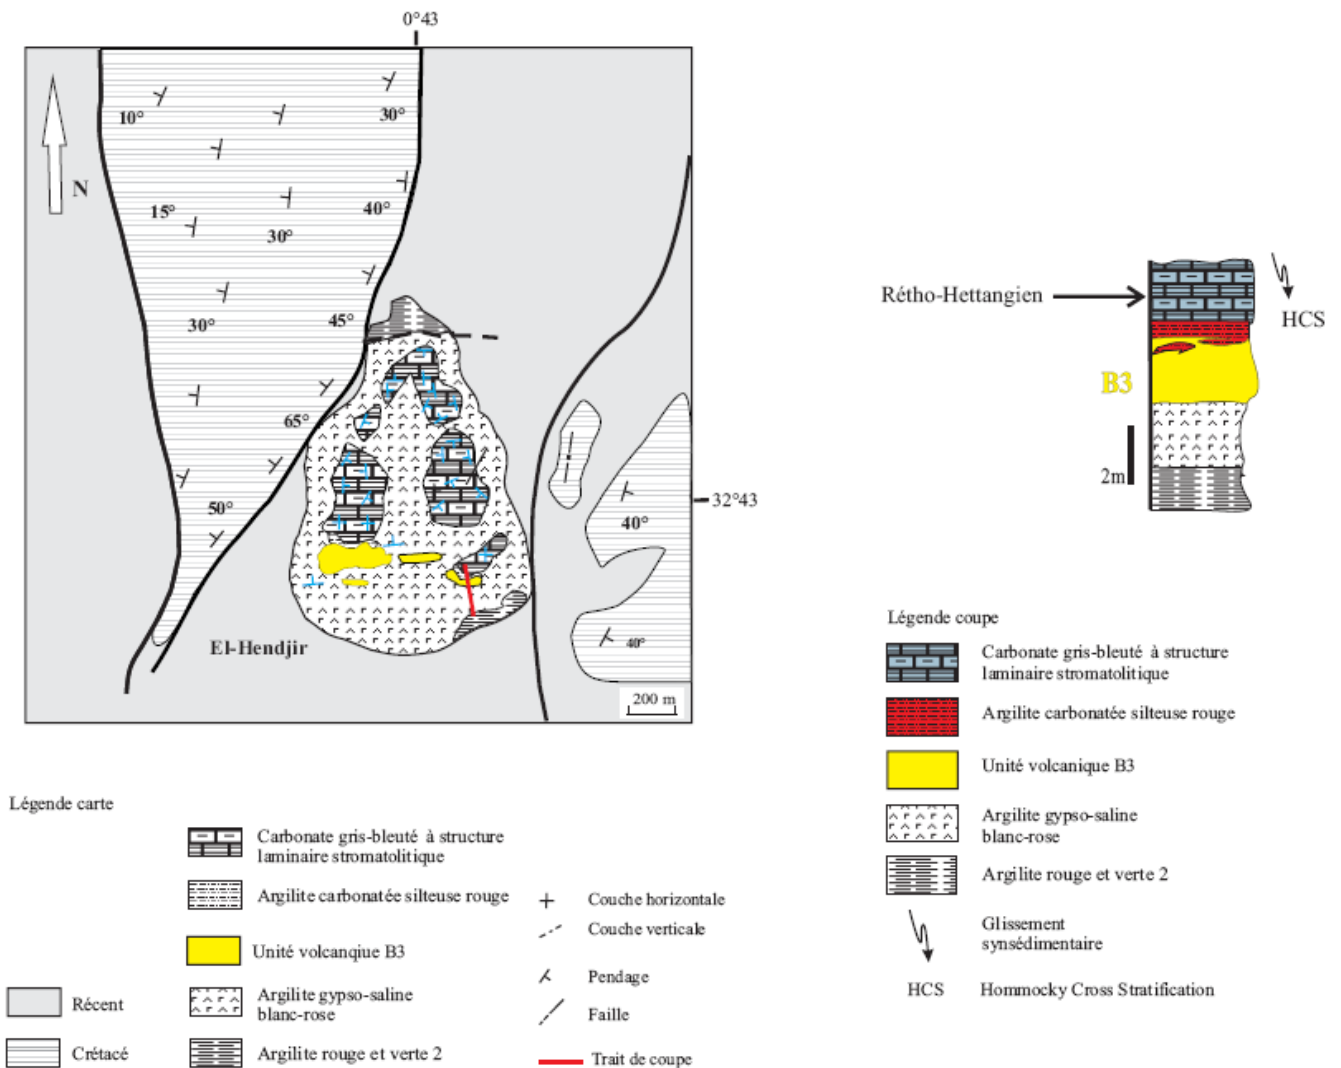 0°43
N
10°
30°
15°
40°
30°
30°
45°
65°
50°
32°43
40°
40°
El-Hendjir
200 m
Rétho-Hettangien
HCS
B3
2m
Légende carte
Carbonate gris-bleuté à structure
laminaire stromatolitique
Argilite carbonatée silteuse rouge
Unité volcanqiue B3
Argilite gypso-saline
blanc-rose
Argilite rouge et verte 2
Récent
Crétacé
Couche horizontale
Couche verticale
Pendage
Faille
Trait de coupe
Légende coupe
Carbonate gris-bleuté à structure
laminaire stromatolitique
Argilite carbonatée silteuse rouge
Unité volcanique B3
Argilite gypso-saline
blanc-rose
Argilite rouge et verte 2
Glissement
synsédimentaire
HCS Hommocky Cross Stratification